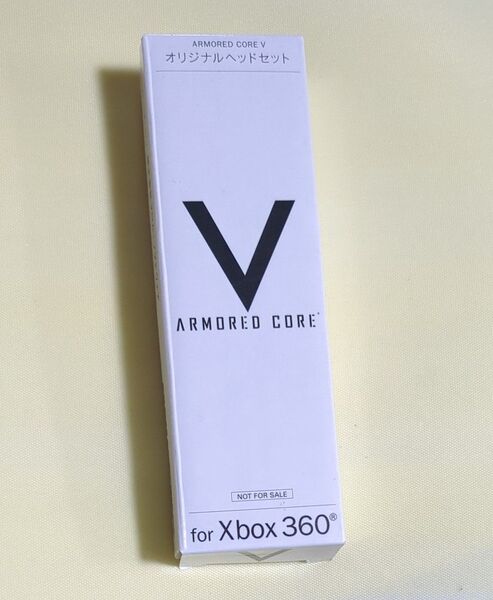 ARMORED CORE V
オリジナルヘッドセット
V
ARMORED CORE
NOT FOR SALE
for Xbox 360®